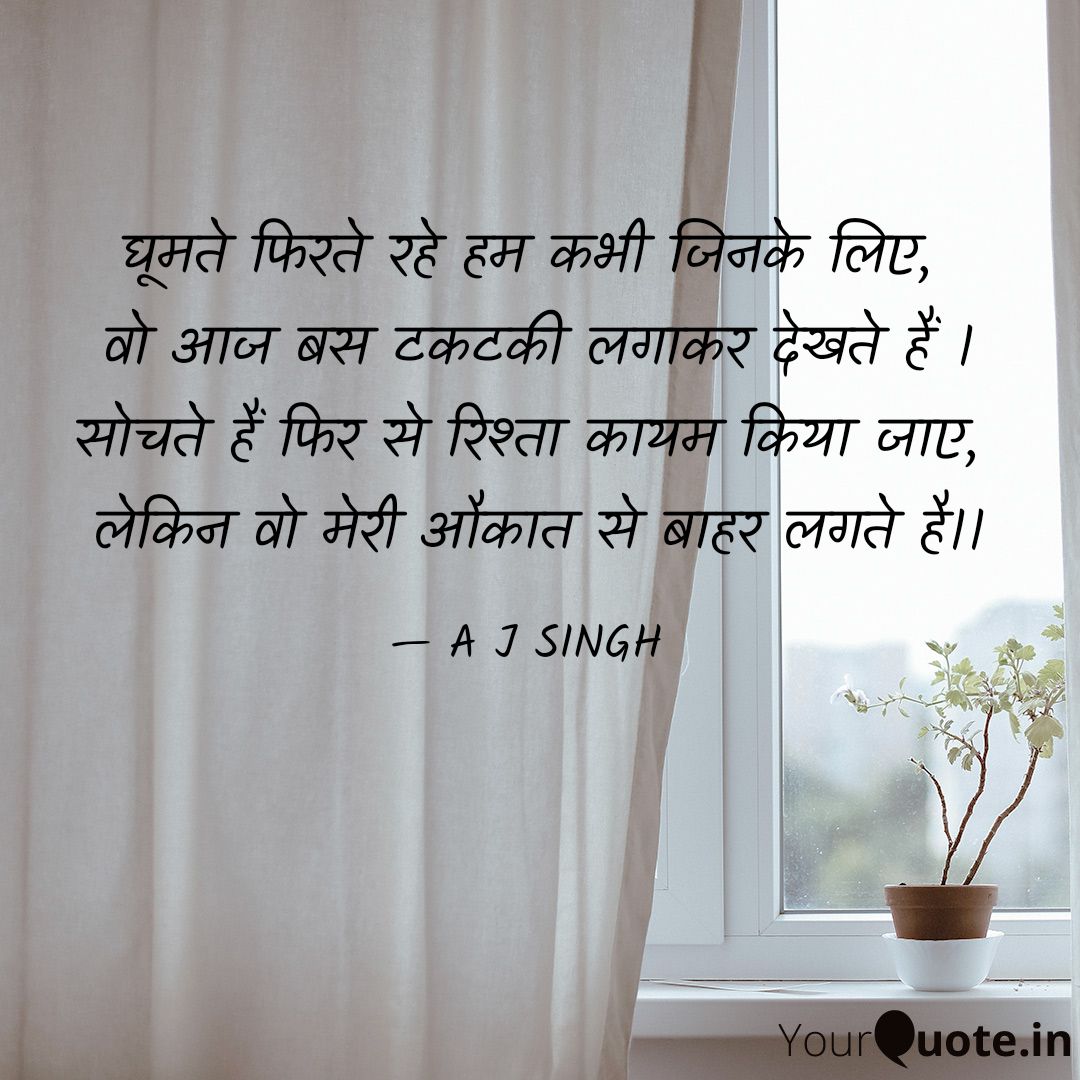 घूमते फिरते रहे हम कभी जिनके लिए,
वो आज बस टकटकी लगाकर देखते हैं ।
सोचते हैं फिर से रिश्ता कायम किया जाए,
लेकिन वो मेरी औकात से बाहर लगते है।।
— A J SINGH
YourQuote.in